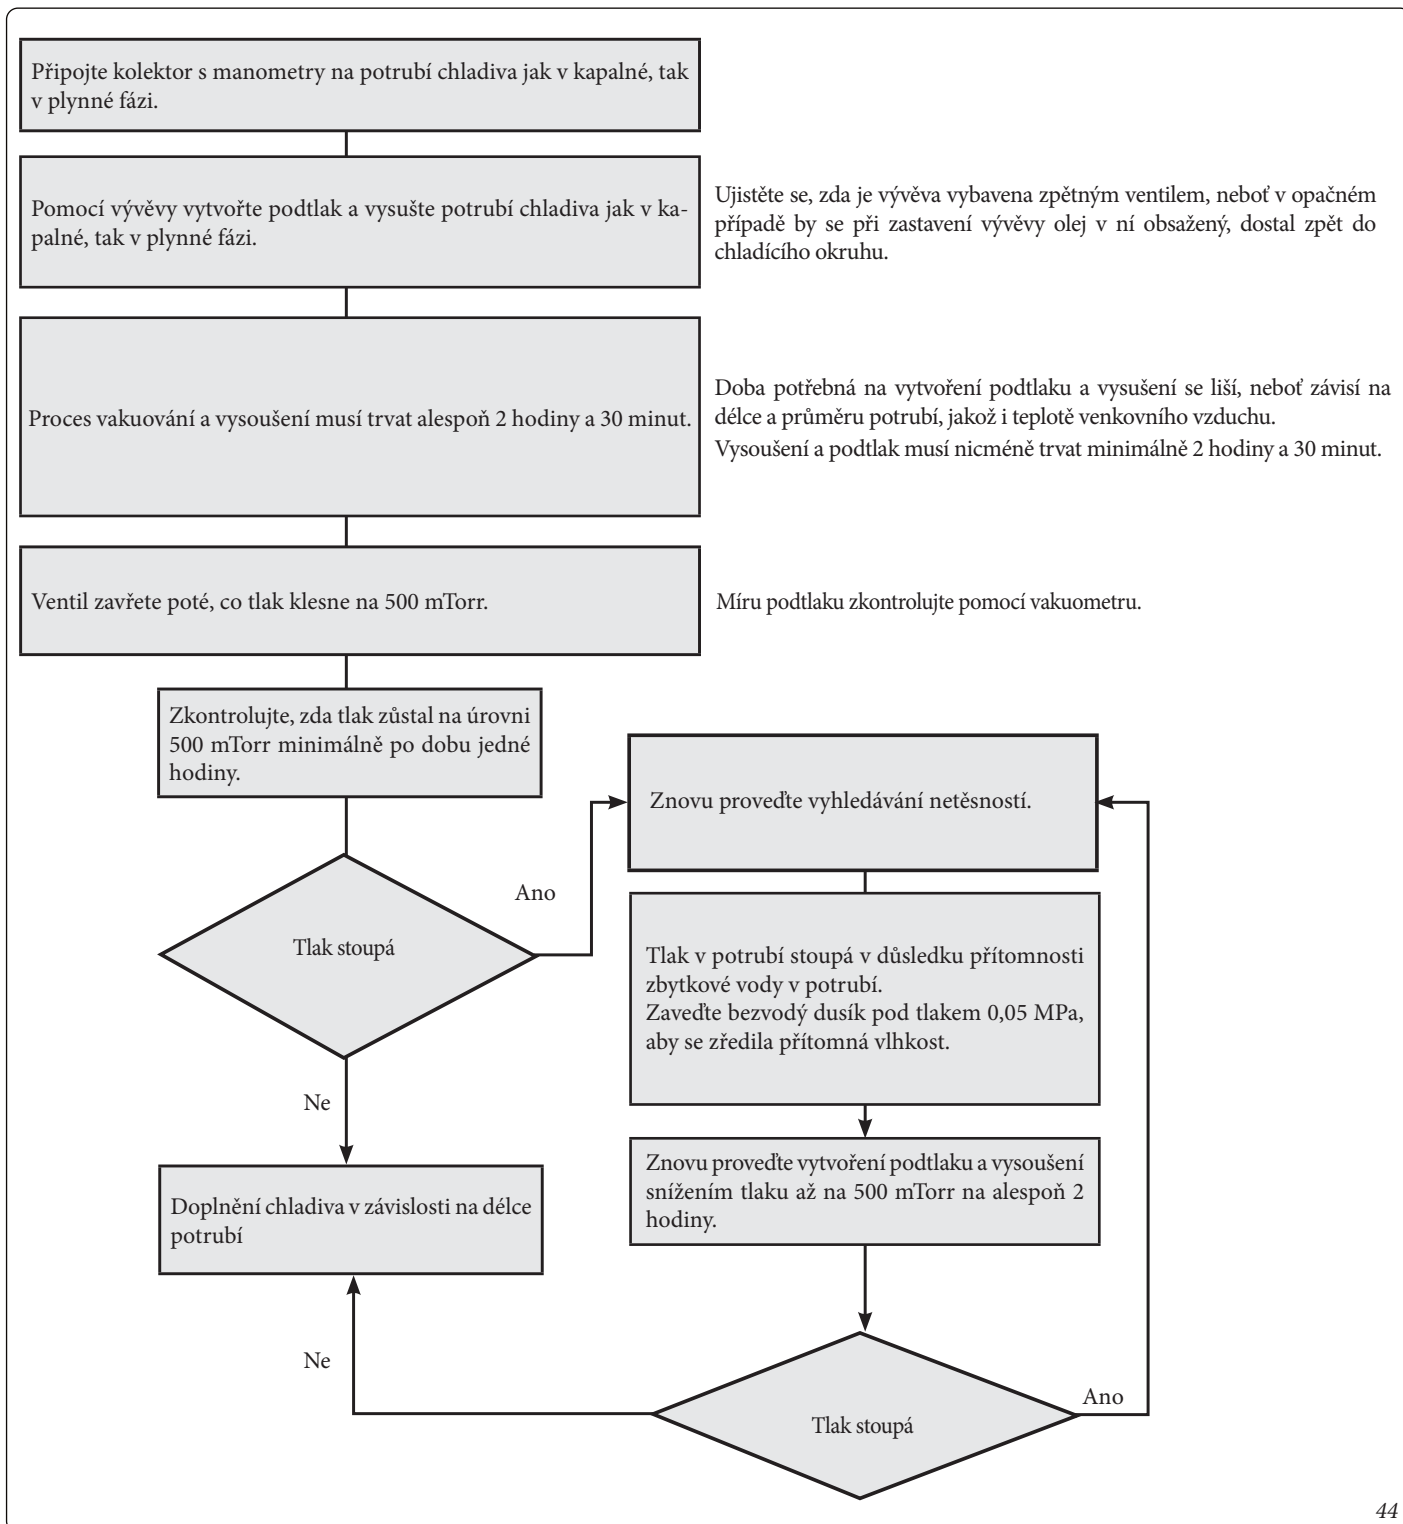 Připojte kolektor s manometry na potrubí chladiva jak v kapalné, tak
v plynné fázi.
Pomocí vývěvy vytvořte podtlak a vysušte potrubí chladiva jak v ka-
palné, tak v plynné fázi.
Ujistěte se, zda je vývěva vybavena zpětným ventilem, neboť v opačném
případě by se při zastavení vývěvy olej v ní obsažený, dostal zpět do
chladícího okruhu.
Proces vakuování a vysoušení musí trvat alespoň 2 hodiny a 30 minut.
Doba potřebná na vytvoření podtlaku a vysušení se liší, neboť závisí na
délce a průměru potrubí, jakož i teplotě venkovního vzduchu.
Vysoušení a podtlak musí nicméně trvat minimálně 2 hodiny a 30 minut.
Ventil zavřete poté, co tlak klesne na 500 mTorr.
Míru podtlaku zkontrolujte pomocí vakuometru.
Zkontrolujte, zda tlak zůstal na úrovni
500 mTorr minimálně po dobu jedné
hodiny.
Znovu proveďte vyhledávání netěsností.
Ano
Tlak stoupá
Tlak v potrubí stoupá v důsledku přítomnosti
zbytkové vody v potrubí.
Zaveďte bezvodý dusík pod tlakem 0,05 MPa,
aby se zředila přítomná vlhkost.
Ne
Znovu proveďte vytvoření podtlaku a vysoušení
snížením tlaku až na 500 mTorr na alespoň 2
hodiny.
Doplnění chladiva v závislosti na délce
potrubí
Ne
Ano
Tlak stoupá
44